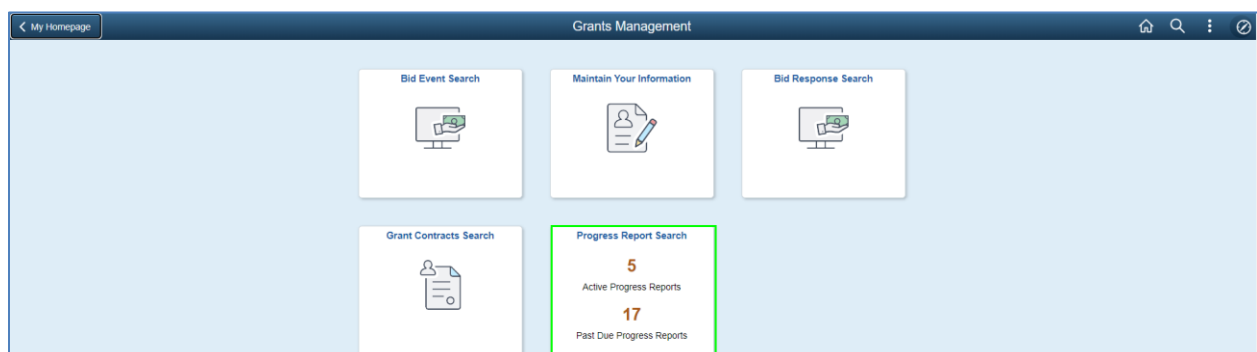 My Homepage
Grants Management
Bid Event Search
Maintain Your Information
Bid Response Search
Grant Contracts Search
Progress Report Search
5
Active Progress Reports
17
Past Due Progress Reports